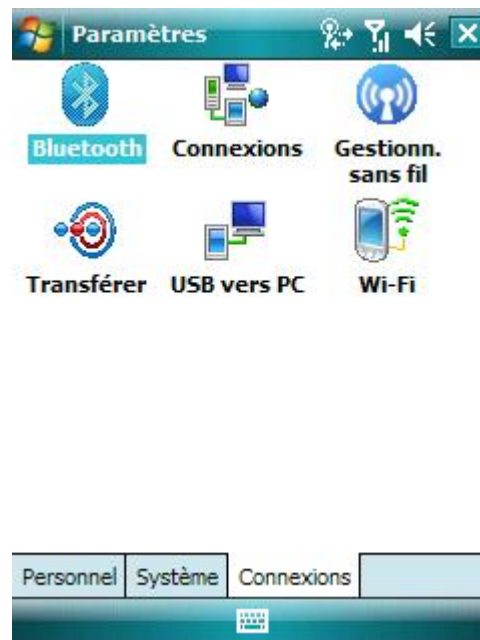 Paramètres
Bluetooth Connexions Gestionn. sans fil
Transférer USB vers PC Wi-Fi
Personnel Système Connexions